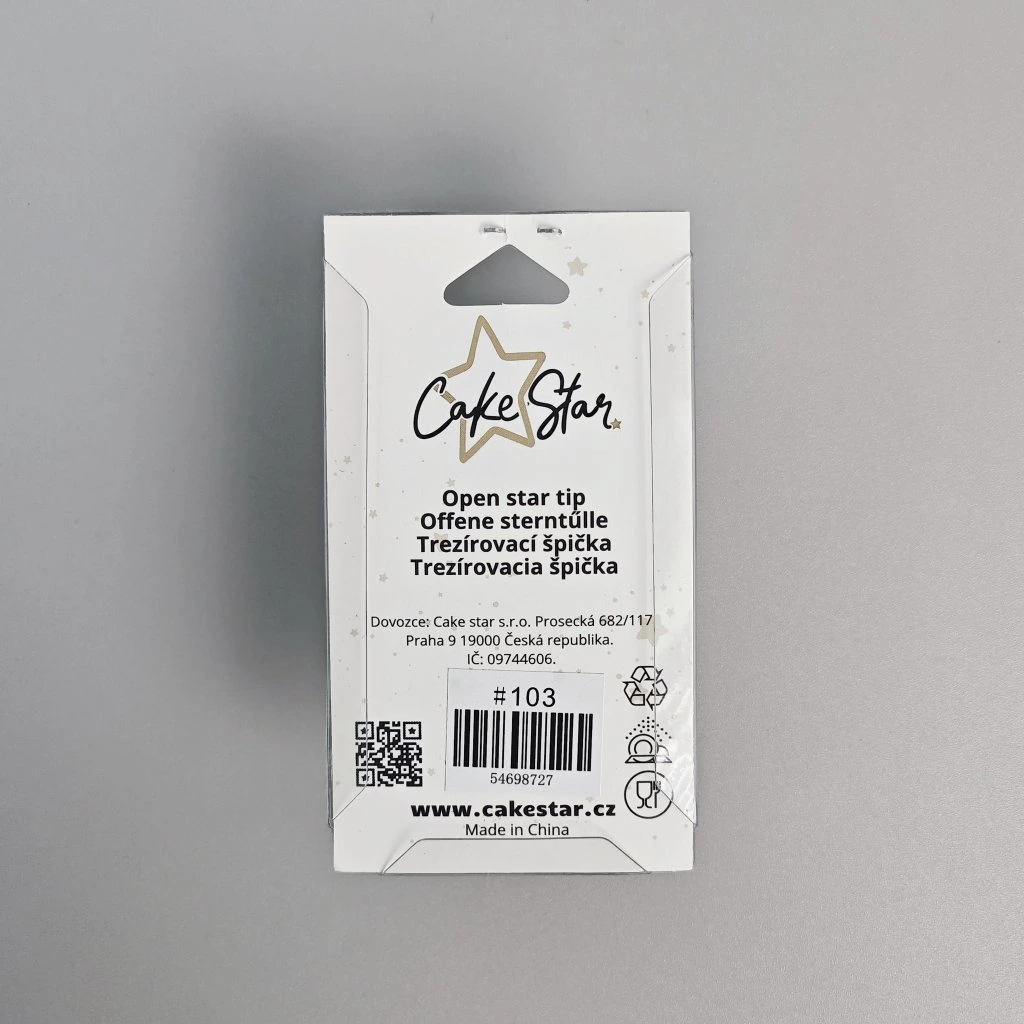 Cake Star
Open star tip
Offene sterntűlle
Trezírovací špička
Trezírovacia špička
Dovozce: Cake star s.r.o. Prosecká 682/117
Praha 9 19000 Česká republika.
IČ: 09744606.
#103
54698727
www.cakestar.cz
Made in China